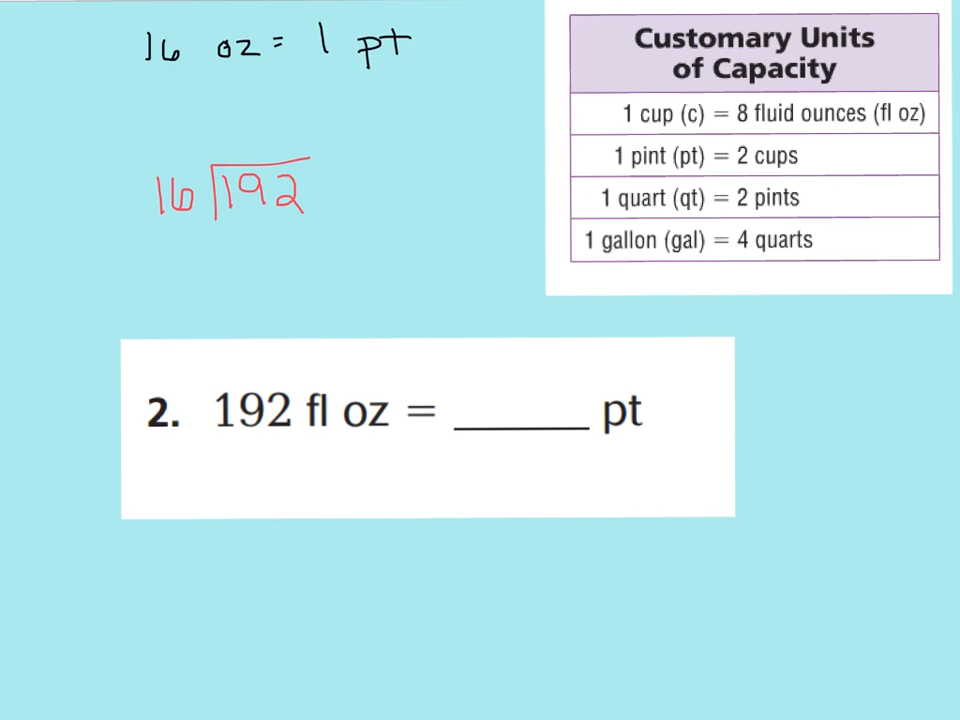 16 oz = 1 pt
16 192
Customary Units
of Capacity
1 cup (c) = 8 fluid ounces (fl oz)
1 pint (pt) = 2 cups
1 quart (qt) = 2 pints
1 gallon (gal) = 4 quarts
2. 192 fl oz = ______ pt